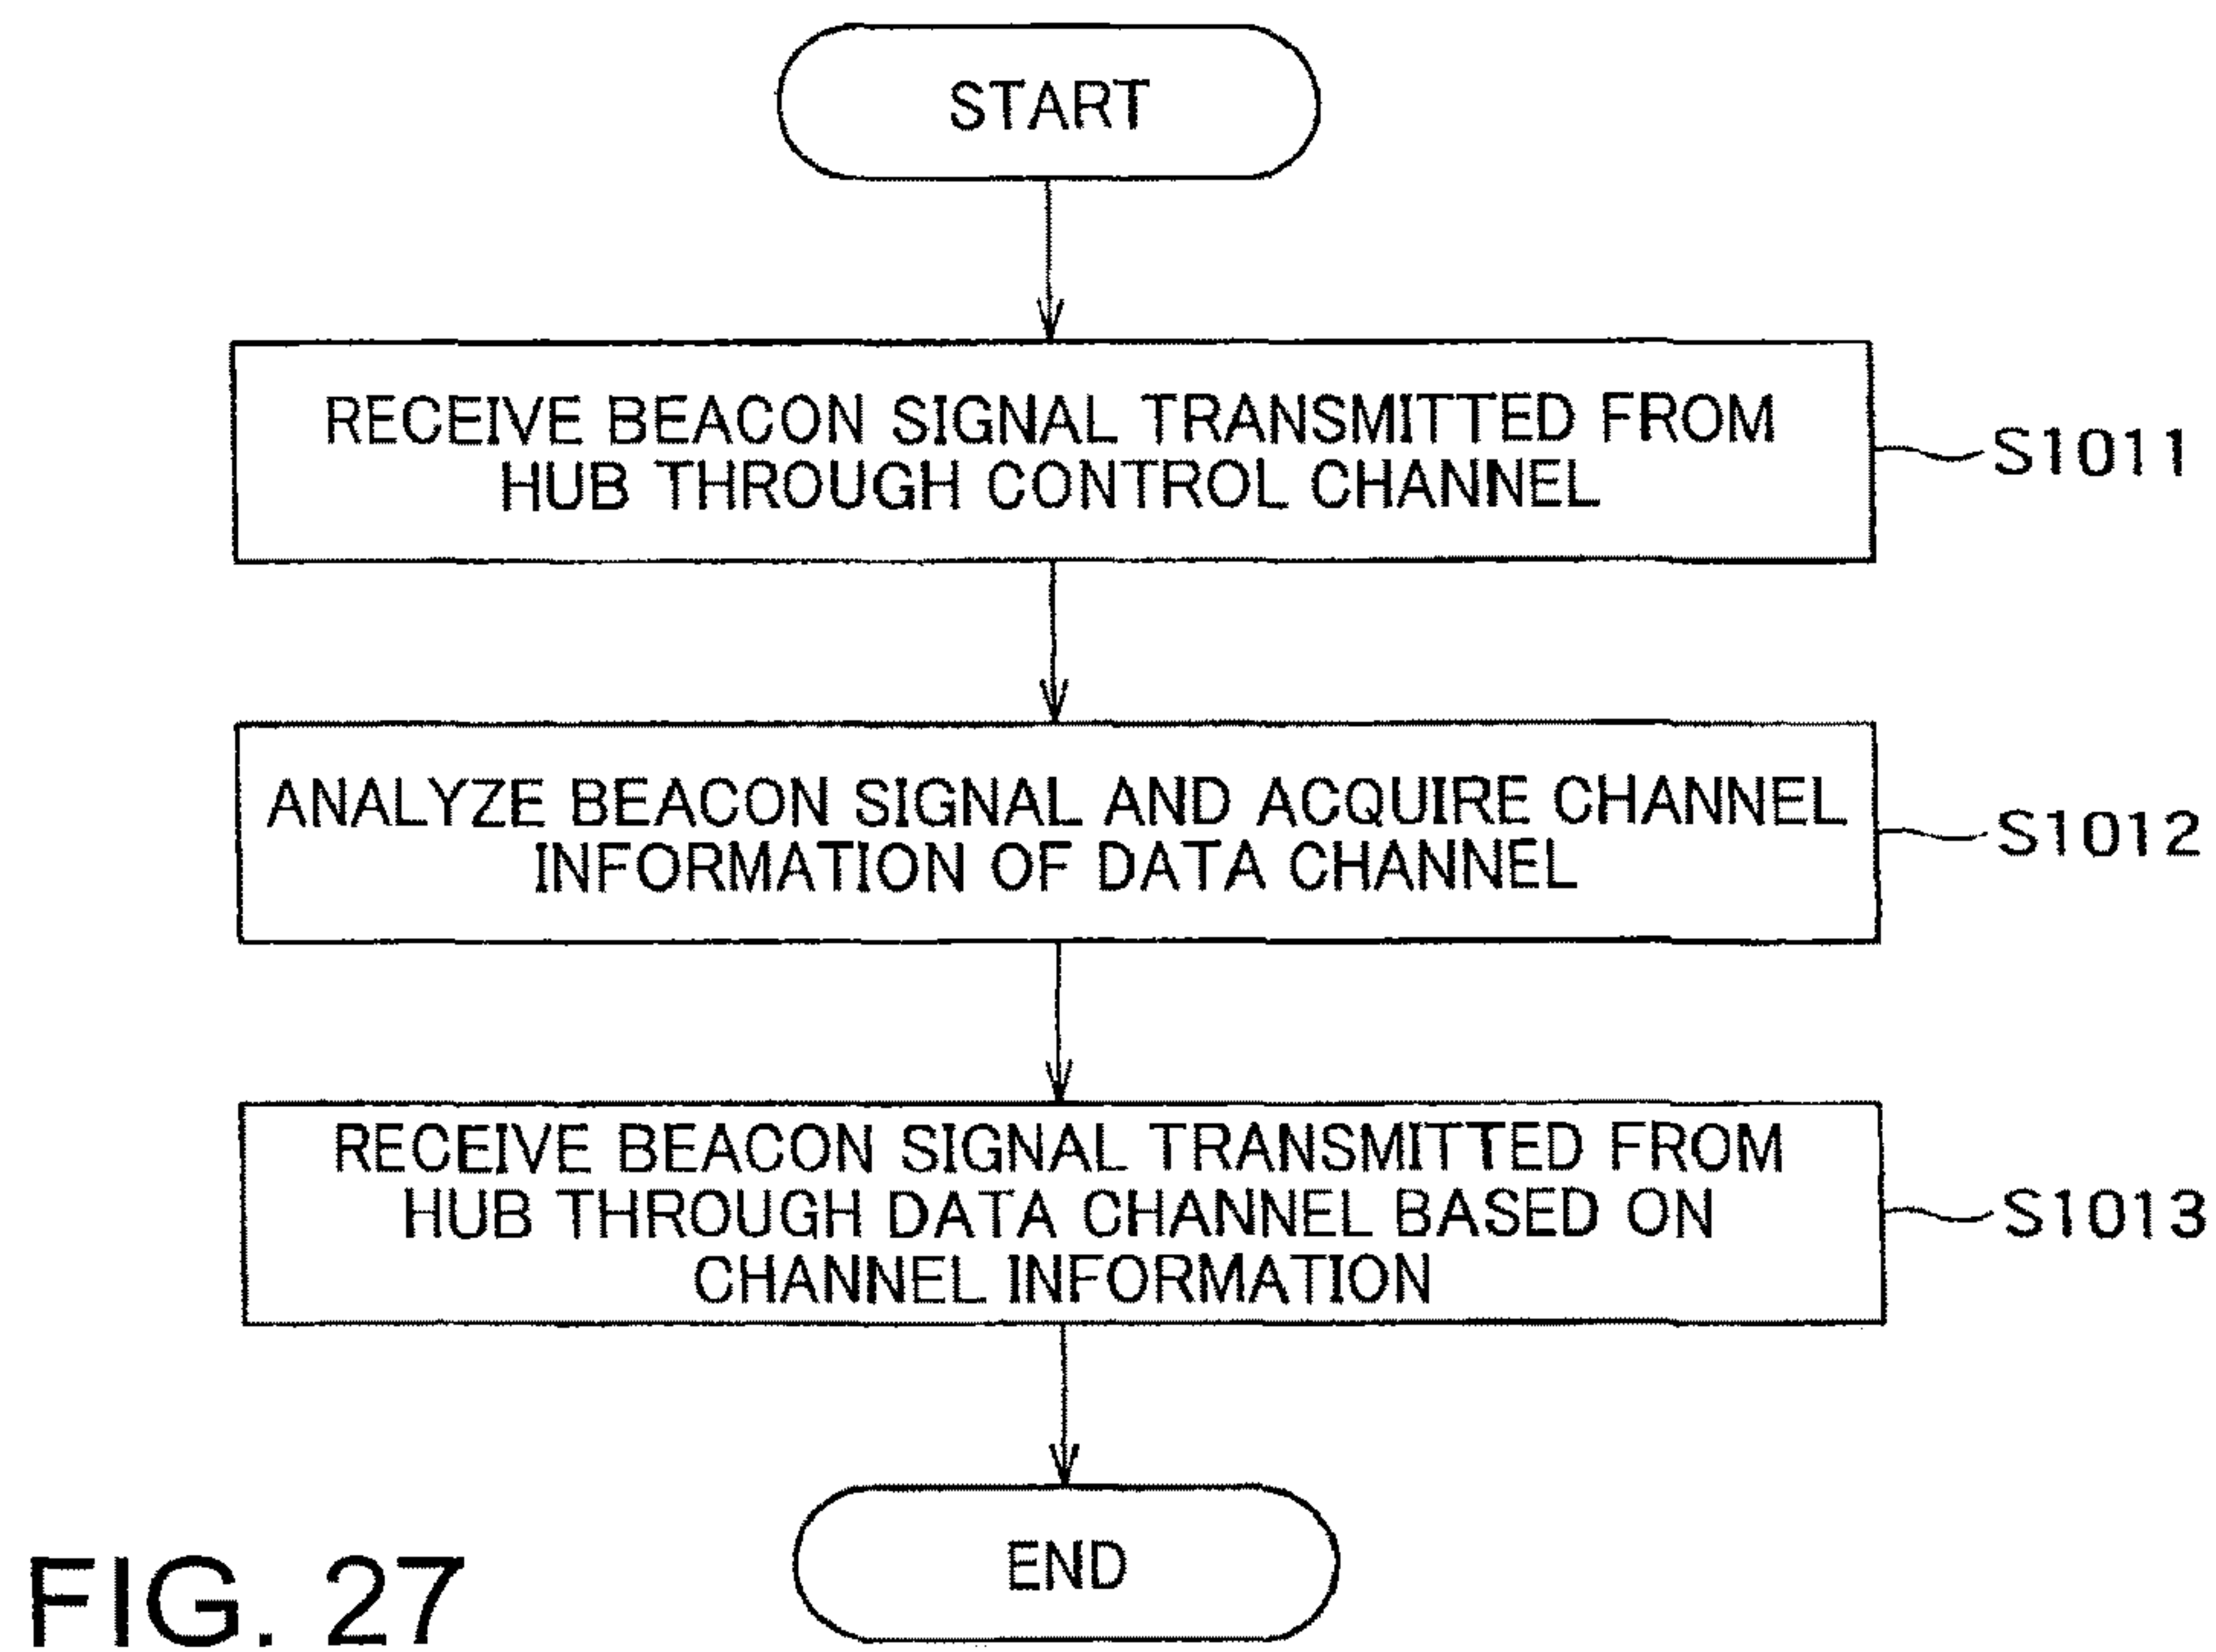 START
RECEIVE BEACON SIGNAL TRANSMITTED FROM
HUB THROUGH CONTROL CHANNEL
S1011
ANALYZE BEACON SIGNAL AND ACQUIRE CHANNEL
INFORMATION OF DATA CHANNEL
S1012
RECEIVE BEACON SIGNAL TRANSMITTED FROM
HUB THROUGH DATA CHANNEL BASED ON
CHANNEL INFORMATION
S1013
END
FIG. 27